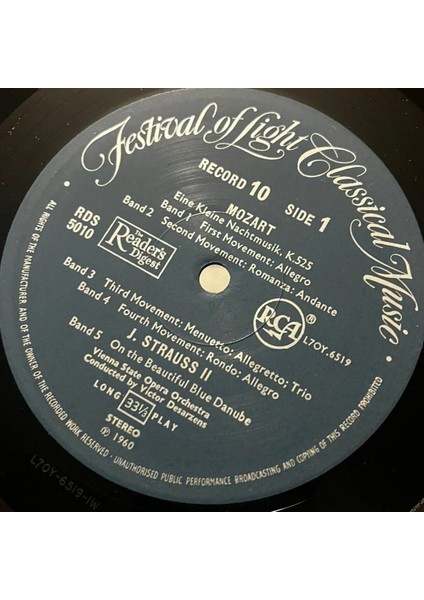 Festival of Light Classical Music
RECORD 10 SIDE 1
MOZART
Eine Kleine Nachtmusik, K.525
Band 1 First Movement: Allegro
Band 2 Second Movement: Romanza: Andante
RDS
5010
The
Reader's
Digest
RCA
L7OY.6519
Band 3 Third Movement: Menuetto; Allegretto; Trio
Band 4 Fourth Movement: Rondo; Allegro
J. STRAUSS II
Band 5 On the Beautiful Blue Danube
Vienna State Opera Orchestra
Conducted by Victor Desarzens
LONG 33⅓ PLAY
STEREO
℗ 1960
ALL RIGHTS OF THE MANUFACTURER AND OF THE OWNER OF THE RECORDED WORK RESERVED · UNAUTHORISED PUBLIC PERFORMANCE BROADCASTING AND COPYING OF THIS RECORD PROHIBITED
L7OY-6519-1W